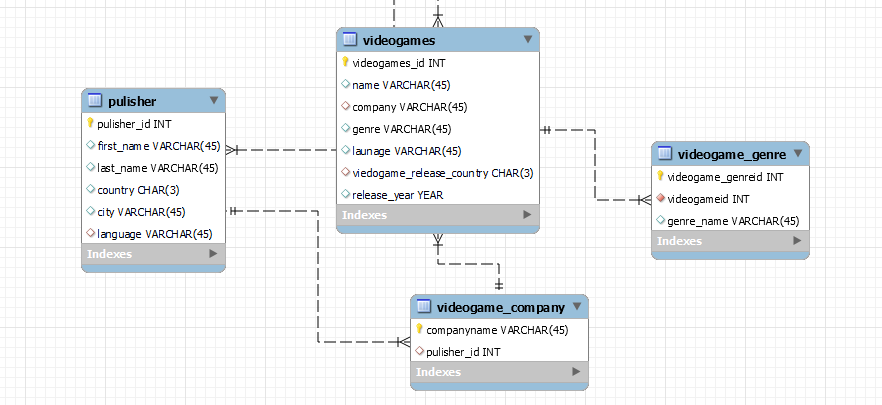 videogames
videogames_id INT
name VARCHAR(45)
company VARCHAR(45)
genre VARCHAR(45)
launage VARCHAR(45)
viedogame_release_country CHAR(3)
release_year YEAR
Indexes
pulisher
pulisher_id INT
first_name VARCHAR(45)
last_name VARCHAR(45)
country CHAR(3)
city VARCHAR(45)
language VARCHAR(45)
Indexes
videogame_genre
videogame_genreid INT
videogameid INT
genre_name VARCHAR(45)
Indexes
videogame_company
companyname VARCHAR(45)
pulisher_id INT
Indexes